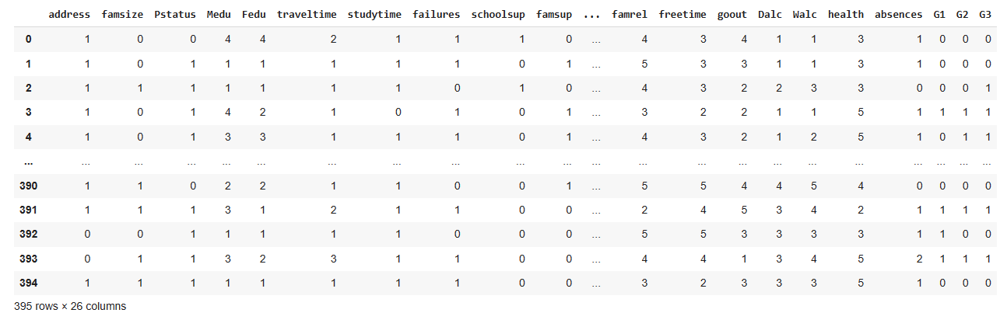 address famsize Pstatus Medu Fedu traveltime studytime failures schoolsup famsup ... famrel freetime goout Dalc Walc health absences G1 G2 G3
0 1 0 0 4 4 2 1 1 1 0 ... 4 3 4 1 1 3 1 0 0 0
1 1 0 1 1 1 1 1 1 0 1 ... 5 3 3 1 1 3 1 0 0 0
2 1 1 1 1 1 1 1 0 1 0 ... 4 3 2 2 3 3 0 0 0 1
3 1 0 1 4 2 1 0 1 0 1 ... 3 2 2 1 1 5 1 1 1 1
4 1 0 1 3 3 1 1 1 0 1 ... 4 3 2 1 2 5 1 0 1 1
... ... ... ... ... ... ... ... ... ... ... ... ... ... ... ... ... ... ... ... ... ...
390 1 1 0 2 2 1 1 0 0 1 ... 5 5 4 4 5 4 0 0 0 0
391 1 1 1 3 1 2 1 1 0 0 ... 2 4 5 3 4 2 1 1 1 1
392 0 0 1 1 1 1 1 0 0 0 ... 5 5 3 3 3 3 1 1 0 0
393 0 1 1 3 2 3 1 1 0 0 ... 4 4 1 3 4 5 2 1 1 1
394 1 1 1 1 1 1 1 1 0 0 ... 3 2 3 3 3 5 1 0 0 0
395 rows × 26 columns